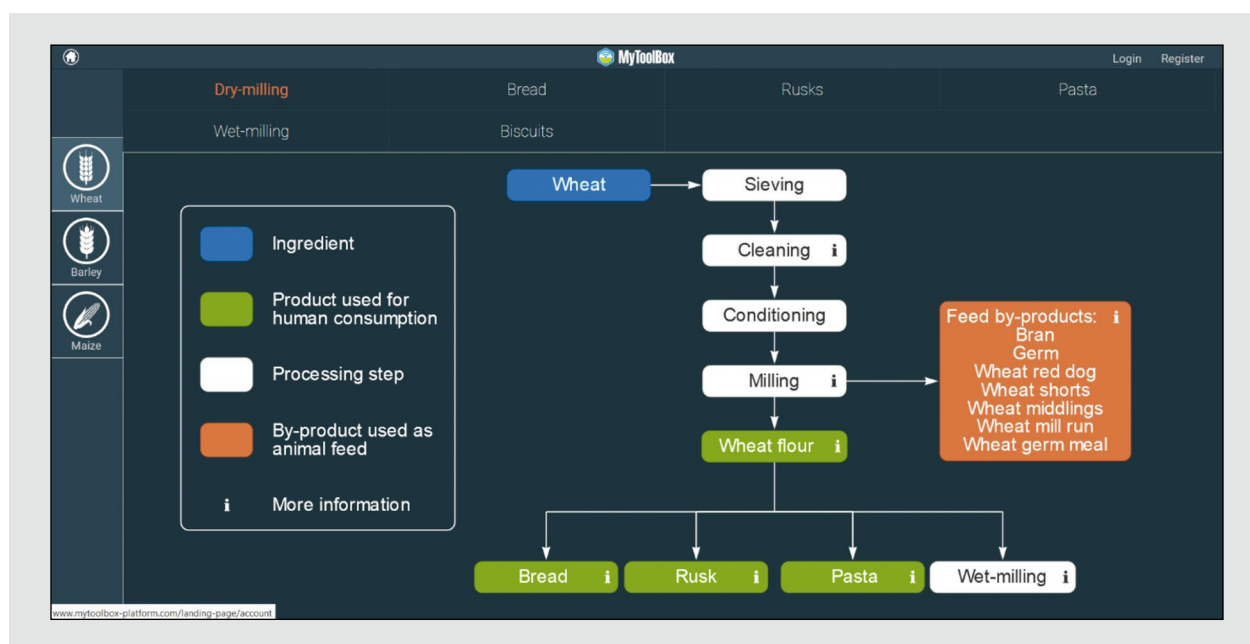 MyToolBox
Login Register
Dry-milling Bread Rusks Pasta
Wet-milling Biscuits
Wheat
Barley
Maize
Ingredient
Product used for
human consumption
Processing step
By-product used as
animal feed
i More information
Wheat
Sieving
Cleaning i
Conditioning
Milling i
Feed by-products: i
Bran
Germ
Wheat red dog
Wheat shorts
Wheat middlings
Wheat mill run
Wheat germ meal
Wheat flour i
Bread i
Rusk i
Pasta i
Wet-milling i
www.mytoolbox-platform.com/landing-page/account